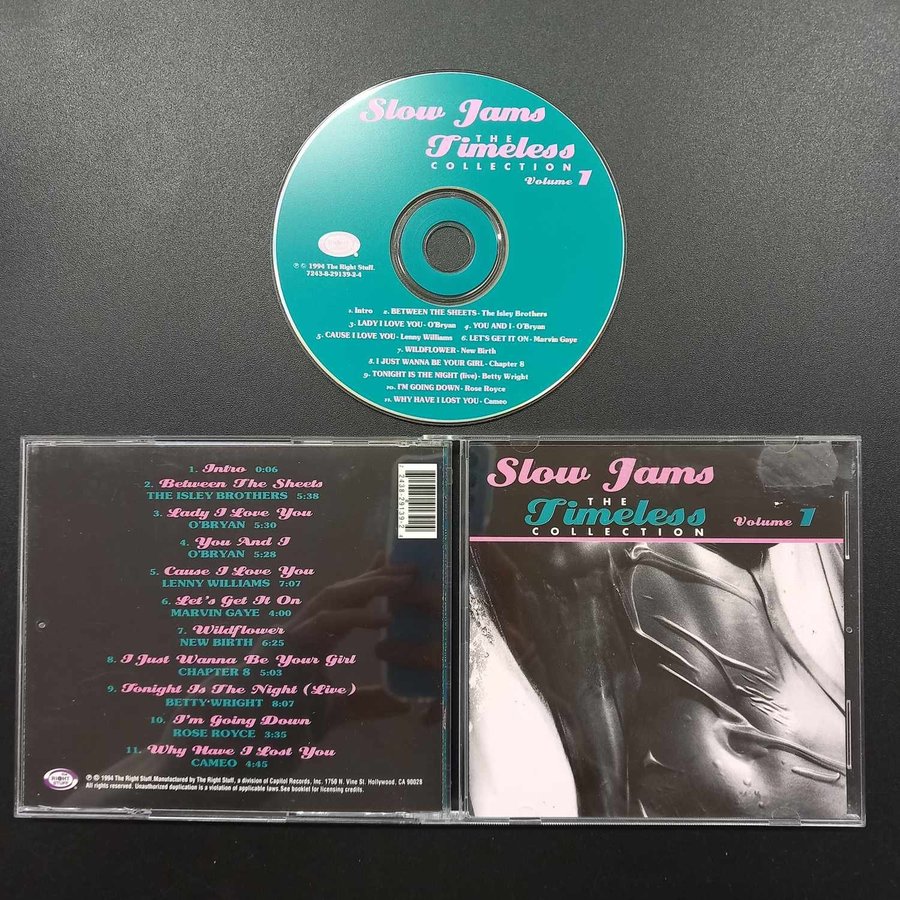 Slow Jams
THE
Timeless
COLLECTION
Volume 1
℗ © 1994 The Right Stuff.
7243-8-29139-2-4
1. Intro 2. BETWEEN THE SHEETS - The Isley Brothers
3. LADY I LOVE YOU - O'Bryan 4. YOU AND I - O'Bryan
5. CAUSE I LOVE YOU - Lenny Williams 6. LET'S GET IT ON - Marvin Gaye
7. WILDFLOWER - New Birth
8. I JUST WANNA BE YOUR GIRL - Chapter 8
9. TONIGHT IS THE NIGHT (live) - Betty Wright
10. I'M GOING DOWN - Rose Royce
11. WHY HAVE I LOST YOU - Cameo
1. Intro 0:06
2. Between The Sheets
THE ISLEY BROTHERS 5:38
3. Lady I Love You
O'BRYAN 5:30
4. You And I
O'BRYAN 5:28
5. Cause I Love You
LENNY WILLIAMS 7:07
6. Let's Get It On
MARVIN GAYE 4:00
7. Wildflower
NEW BIRTH 6:25
8. I Just Wanna Be Your Girl
CHAPTER 8 5:03
9. Tonight Is The Night (Live)
BETTY WRIGHT 8:07
10. I'm Going Down
ROSE ROYCE 3:35
11. Why Have I Lost You
CAMEO 4:45
The
RIGHT
STUFF
℗ © 1994 The Right Stuff. Manufactured by The Right Stuff, a division of Capitol Records, Inc. 1750 N. Vine St. Hollywood, CA 90028
All rights reserved. Unauthorized duplication is a violation of applicable laws. See booklet for licensing credits.
7 2438-29139-2 4
Slow Jams
THE
Timeless
COLLECTION
Volume 1